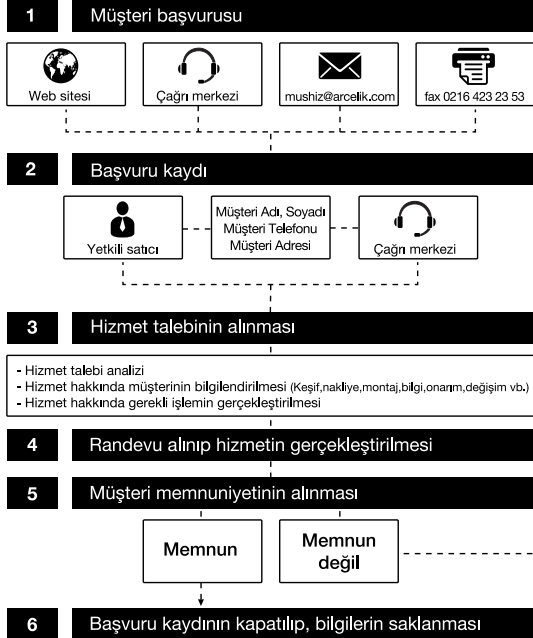 1 Müşteri başvurusu
Web sitesi
Çağrı merkezi
mushiz@arcelik.com
fax 0216 423 23 53
2 Başvuru kaydı
Yetkili satıcı
Müşteri Adı, Soyadı
Müşteri Telefonu
Müşteri Adresi
Çağrı merkezi
3 Hizmet talebinin alınması
- Hizmet talebi analizi
- Hizmet hakkında müşterinin bilgilendirilmesi (Keşif,nakliye,montaj,bilgi,onarım,değişim vb.)
- Hizmet hakkında gerekli işlemin gerçekleştirilmesi
4 Randevu alınıp hizmetin gerçekleştirilmesi
5 Müşteri memnuniyetinin alınması
Memnun
Memnun
değil
6 Başvuru kaydının kapatılıp, bilgilerin saklanması